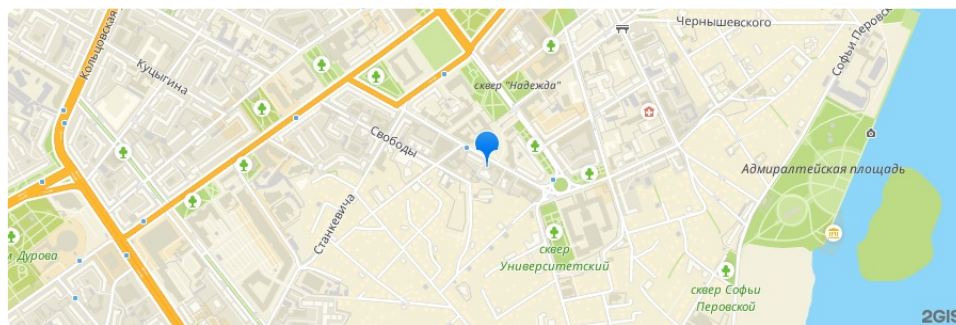 Чернышевского
Софьи Перовской
Кольцовская
Куцыгина
сквер "Надежда"
Свободы
Адмиралтейская площадь
Станкевича
м Дурова
сквер
Университетский
сквер Софьи
Перовской
2GIS